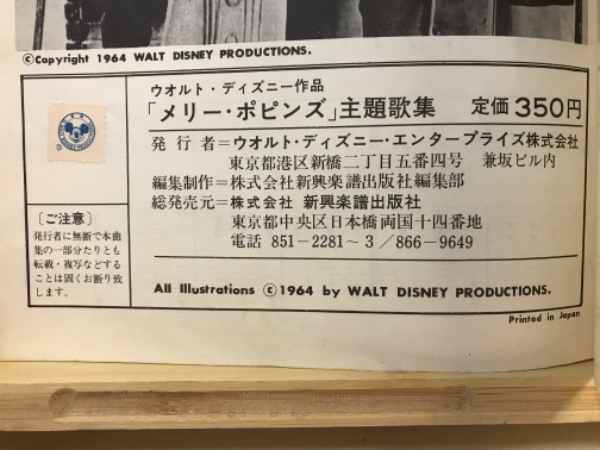 ©Copyright 1964 WALT DISNEY PRODUCTIONS.
ウオルト・ディズニー作品
「メリー・ポピンズ」主題歌集 定価350円
発行者=ウオルト・ディズニー・エンタープライズ株式会社
東京都港区新橋二丁目五番四号 兼坂ビル内
編集制作=株式会社新興楽譜出版社編集部
総発売元=株式会社 新興楽譜出版社
東京都中央区日本橋両国十四番地
電話 851-2281~3/866-9649
〔ご注意〕
発行者に無断で本曲
集の一部分たりとも
転載・複写などする
ことは固くお断り致
します。
All Illustrations ©1964 by WALT DISNEY PRODUCTIONS.
Printed in Japan